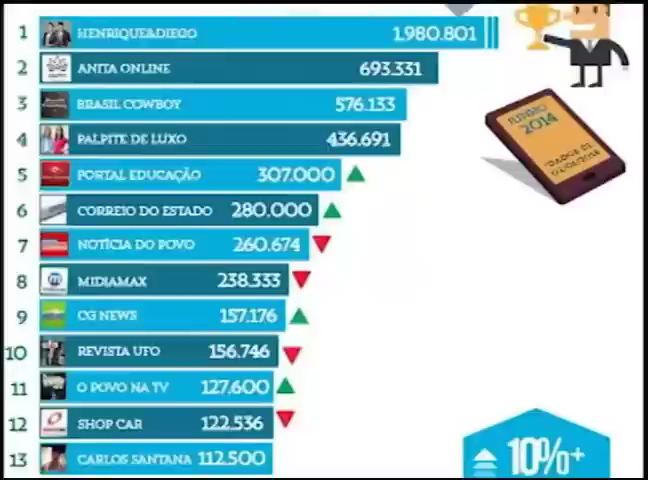 1 HENRIQUE&DIEGO 1.980.801
2 ANITA ONLINE 693.331
3 BRASIL COWBOY 576.133
4 PALPITE DE LUXO 436.691
5 PORTAL EDUCAÇÃO 307.000
6 CORREIO DO ESTADO 280.000
7 NOTÍCIA DO POVO 260.674
8 MIDIAMAX 238.333
9 CG NEWS 157.176
10 REVISTA UFO 156.746
11 O POVO NA TV 127.600
12 SHOP CAR 122.536
13 CARLOS SANTANA 112.500
2014
10%+